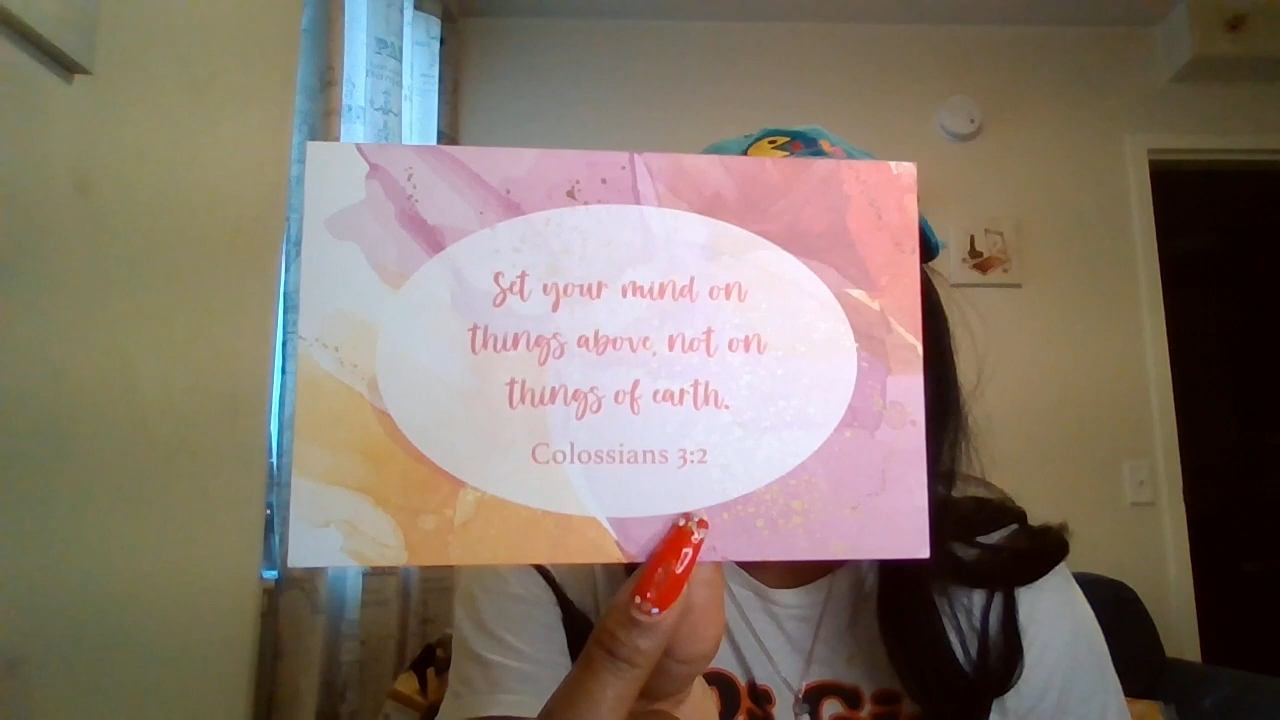 Set your mind on
things above, not on
things of earth.
Colossians 3:2